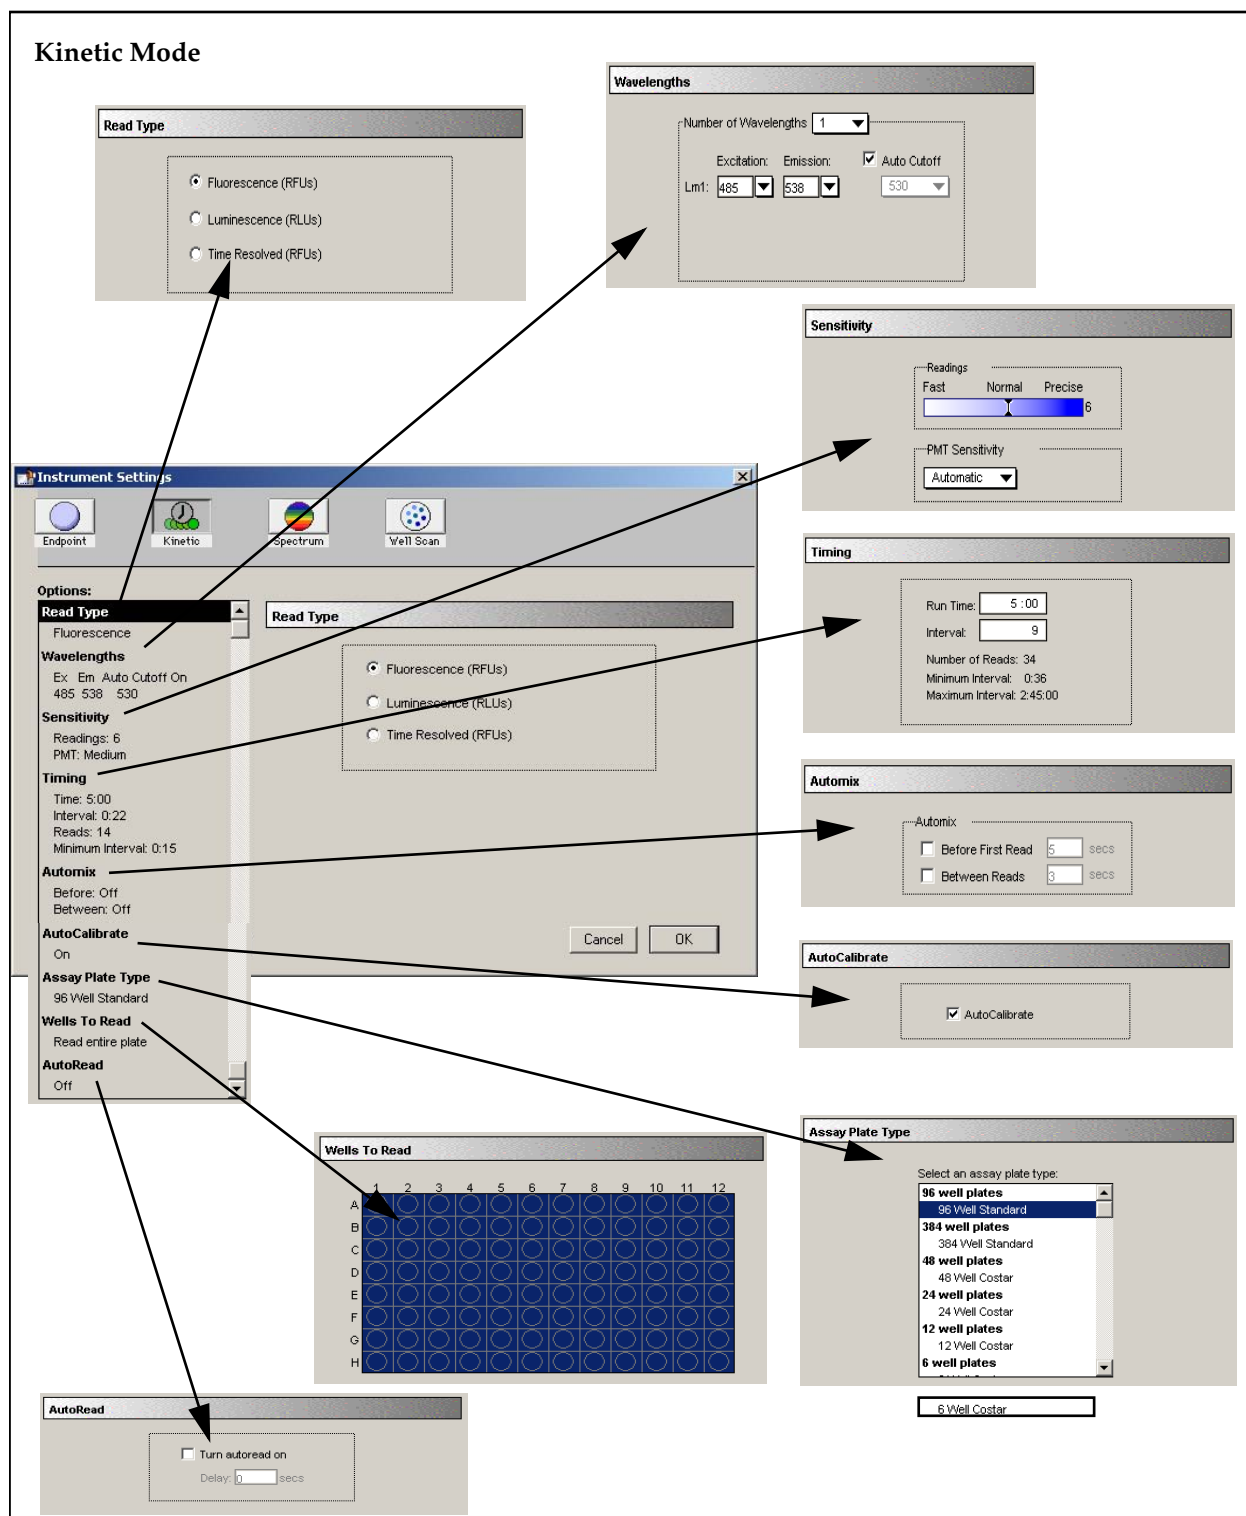 Kinetic Mode
Read Type
Fluorescence (RFUs)
Luminescence (RLUs)
Time Resolved (RFUs)
Wavelengths
Number of Wavelengths 1
Excitation: Emission: Auto Cutoff
Lm1: 485 538 530
Sensitivity
Readings
Fast Normal Precise
6
PMT Sensitivity
Automatic
Instrument Settings
Endpoint Kinetic Spectrum Well Scan
Options:
Read Type
Fluorescence
Wavelengths
Ex Em Auto Cutoff On
485 538 530
Sensitivity
Readings: 6
PMT: Medium
Timing
Time: 5:00
Interval: 0:22
Reads: 14
Minimum Interval: 0:15
Automix
Before: Off
Between: Off
AutoCalibrate
On
Assay Plate Type
96 Well Standard
Wells To Read
Read entire plate
AutoRead
Off
Read Type
Fluorescence (RFUs)
Luminescence (RLUs)
Time Resolved (RFUs)
Cancel OK
Timing
Run Time: 5:00
Interval: 9
Number of Reads: 34
Minimum Interval: 0:36
Maximum Interval: 2:45:00
Automix
Automix
Before First Read 5 secs
Between Reads 3 secs
AutoCalibrate
AutoCalibrate
Assay Plate Type
Select an assay plate type:
96 well plates
96 Well Standard
384 well plates
384 Well Standard
48 well plates
48 Well Costar
24 well plates
24 Well Costar
12 well plates
12 Well Costar
6 well plates
6 Well Costar
Wells To Read
1 2 3 4 5 6 7 8 9 10 11 12
A
B
C
D
E
F
G
H
AutoRead
Turn autoread on
Delay: 0 secs